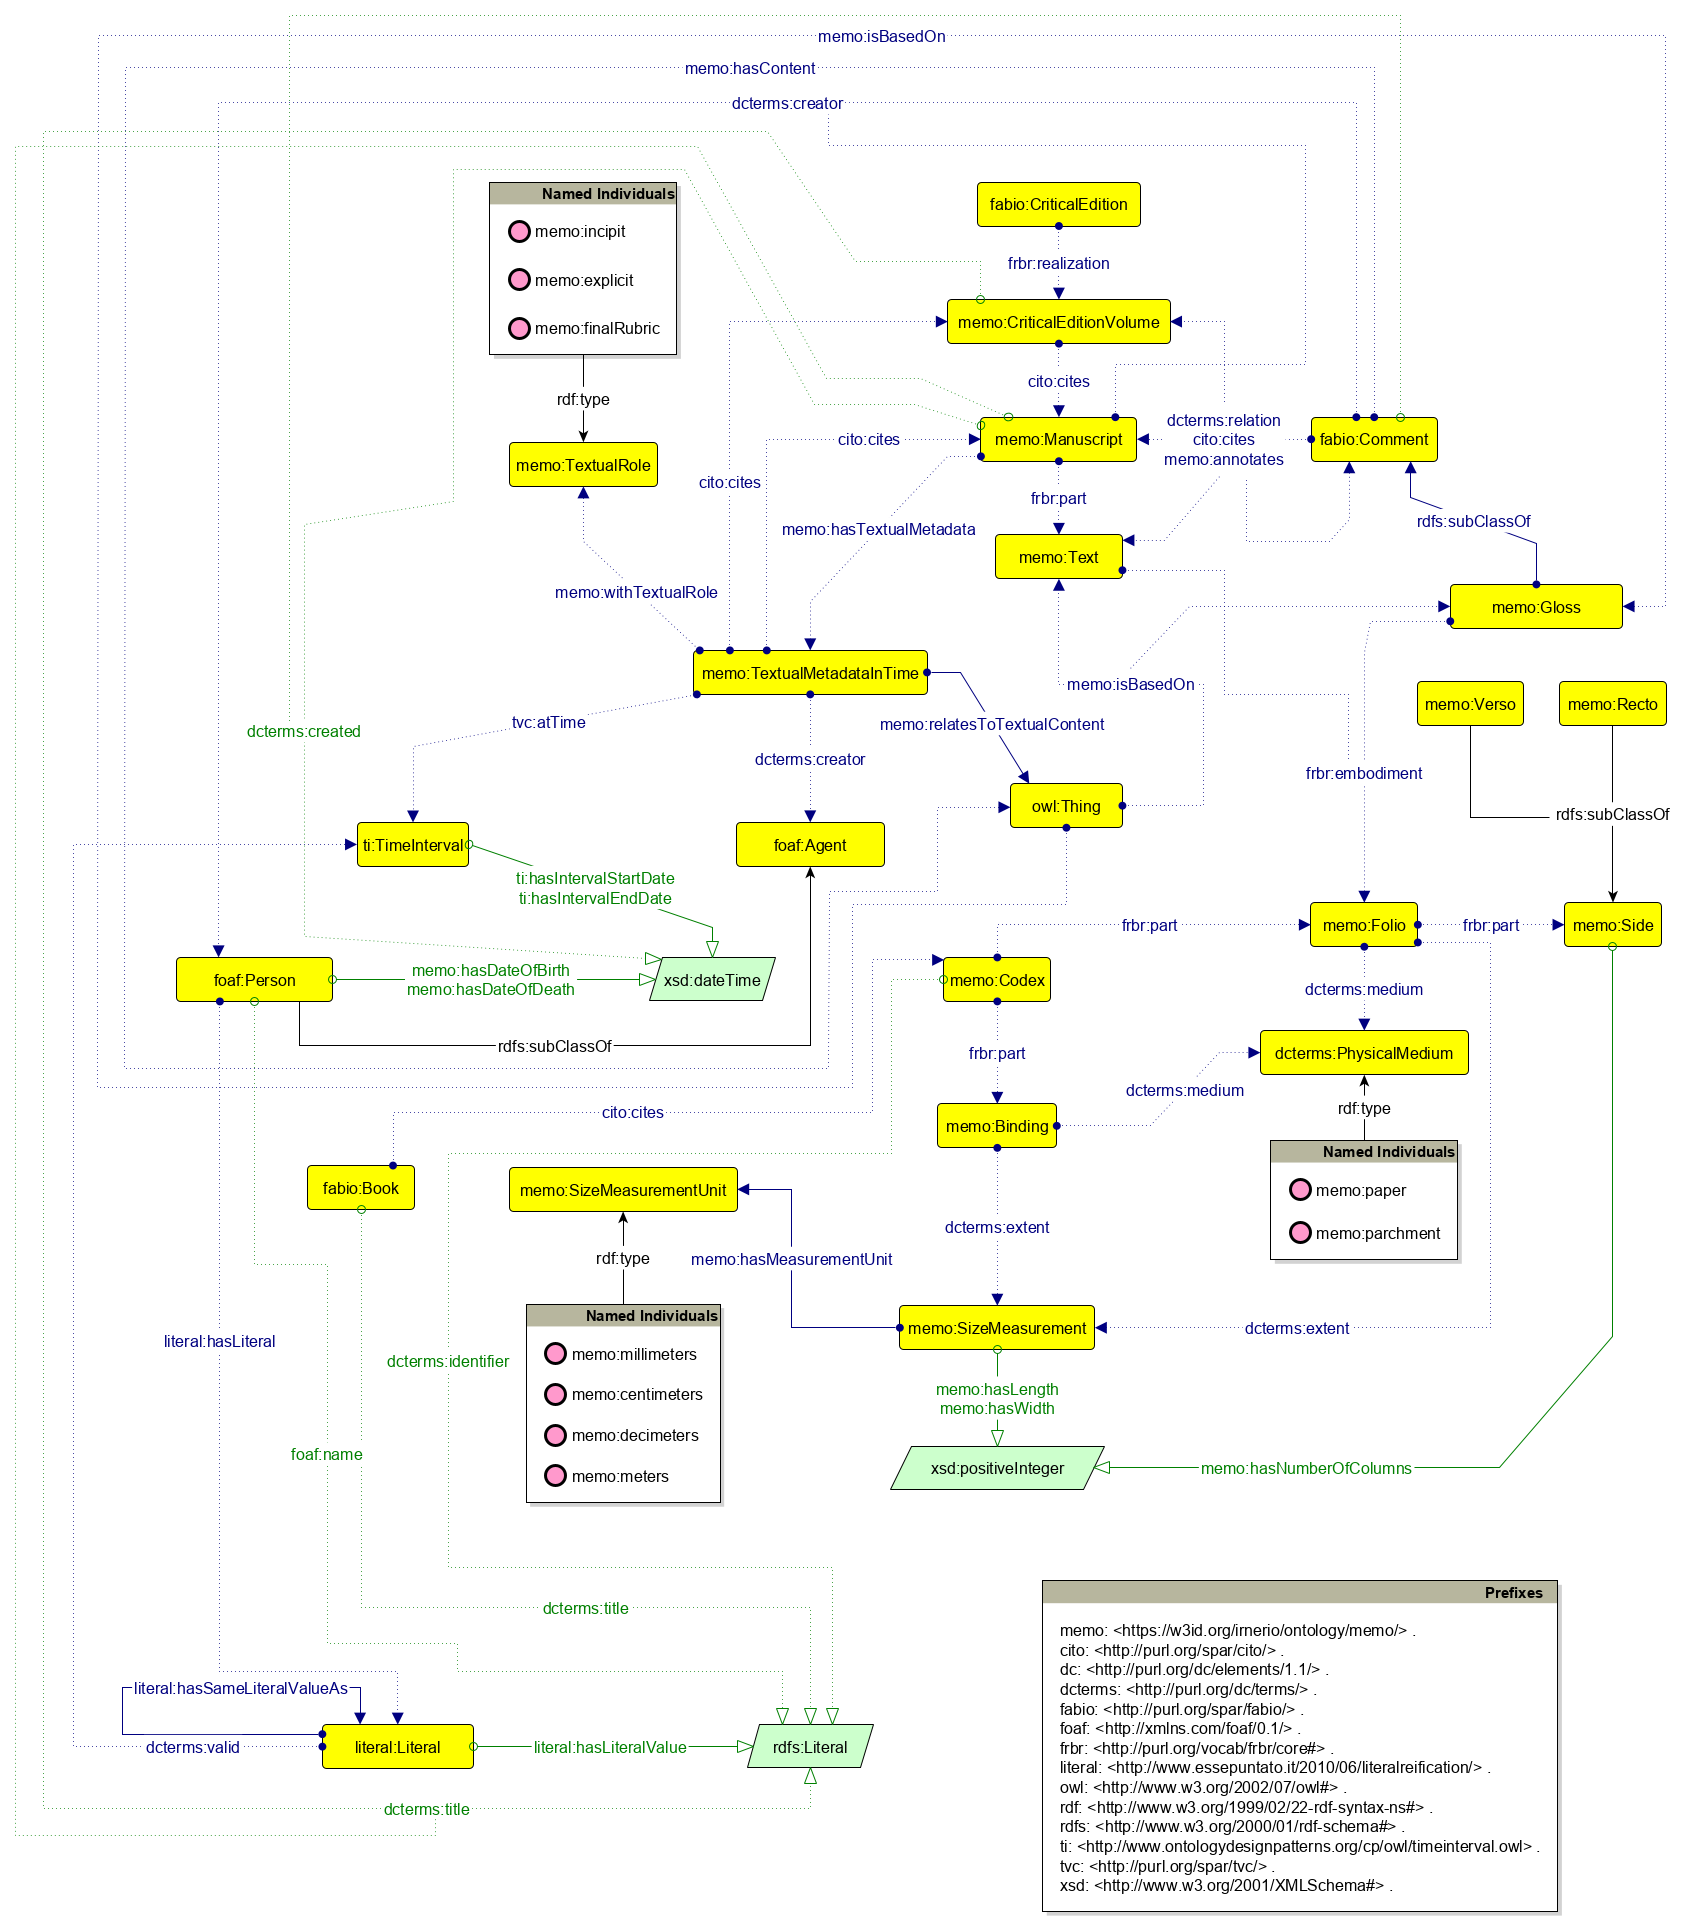 memo:isBasedOn
memo:hasContent
dcterms:creator
Named Individuals
memo:incipit
memo:explicit
memo:finalRubric
fabio:CriticalEdition
frbr:realization
memo:CriticalEditionVolume
cito:cites
rdf:type
memo:TextualRole
cito:cites
memo:Manuscript
dcterms:relation
cito:cites
memo:annotates
fabio:Comment
cito:cites
frbr:part
memo:hasTextualMetadata
rdfs:subClassOf
memo:Text
memo:withTextualRole
memo:Gloss
memo:TextualMetadataInTime
memo:isBasedOn
memo:Verso
memo:Recto
tvc:atTime
memo:relatesToTextualContent
dcterms:created
dcterms:creator
frbr:embodiment
owl:Thing
rdfs:subClassOf
ti:TimeInterval
foaf:Agent
ti:hasIntervalStartDate
ti:hasIntervalEndDate
frbr:part
memo:Folio
frbr:part
memo:Side
foaf:Person
memo:hasDateOfBirth
memo:hasDateOfDeath
xsd:dateTime
memo:Codex
dcterms:medium
rdfs:subClassOf
frbr:part
dcterms:PhysicalMedium
dcterms:medium
cito:cites
memo:Binding
rdf:type
Named Individuals
memo:paper
memo:parchment
fabio:Book
memo:SizeMeasurementUnit
dcterms:extent
rdf:type
memo:hasMeasurementUnit
Named Individuals
memo:millimeters
memo:centimeters
memo:decimeters
memo:meters
memo:SizeMeasurement
dcterms:extent
literal:hasLiteral
dcterms:identifier
memo:hasLength
memo:hasWidth
foaf:name
xsd:positiveInteger
memo:hasNumberOfColumns
dcterms:title
literal:hasSameLiteralValueAs
dcterms:valid
literal:Literal
literal:hasLiteralValue
rdfs:Literal
dcterms:title
Prefixes
memo: <https://w3id.org/irnerio/ontology/memo/> .
cito: <http://purl.org/spar/cito/> .
dc: <http://purl.org/dc/elements/1.1/> .
dcterms: <http://purl.org/dc/terms/> .
fabio: <http://purl.org/spar/fabio/> .
foaf: <http://xmlns.com/foaf/0.1/> .
frbr: <http://purl.org/vocab/frbr/core#> .
literal: <http://www.essepuntato.it/2010/06/literalreification/> .
owl: <http://www.w3.org/2002/07/owl#> .
rdf: <http://www.w3.org/1999/02/22-rdf-syntax-ns#> .
rdfs: <http://www.w3.org/2000/01/rdf-schema#> .
ti: <http://www.ontologydesignpatterns.org/cp/owl/timeinterval.owl> .
tvc: <http://purl.org/spar/tvc/> .
xsd: <http://www.w3.org/2001/XMLSchema#> .